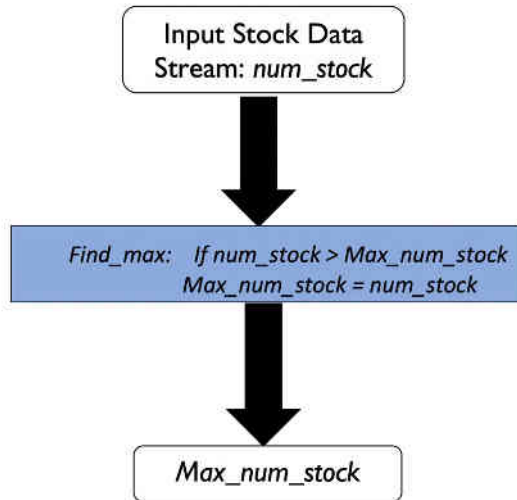 Input Stock Data
Stream: num_stock
Find_max: If num_stock > Max_num_stock
Max_num_stock = num_stock
Max_num_stock